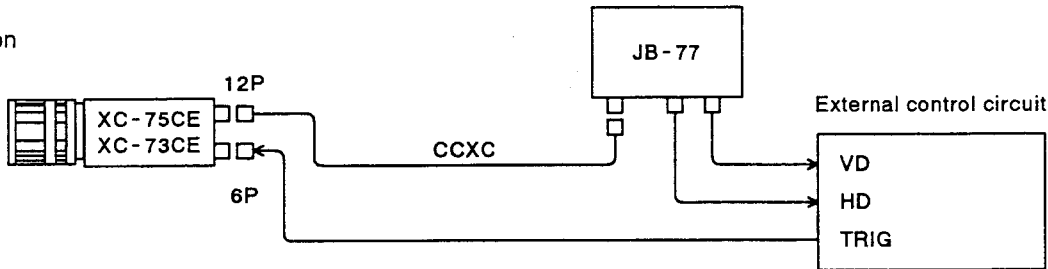 on
JB-77
12P
External control circuit
XC-75CE
XC-73CE
CCXC
VD
6P
HD
TRIG